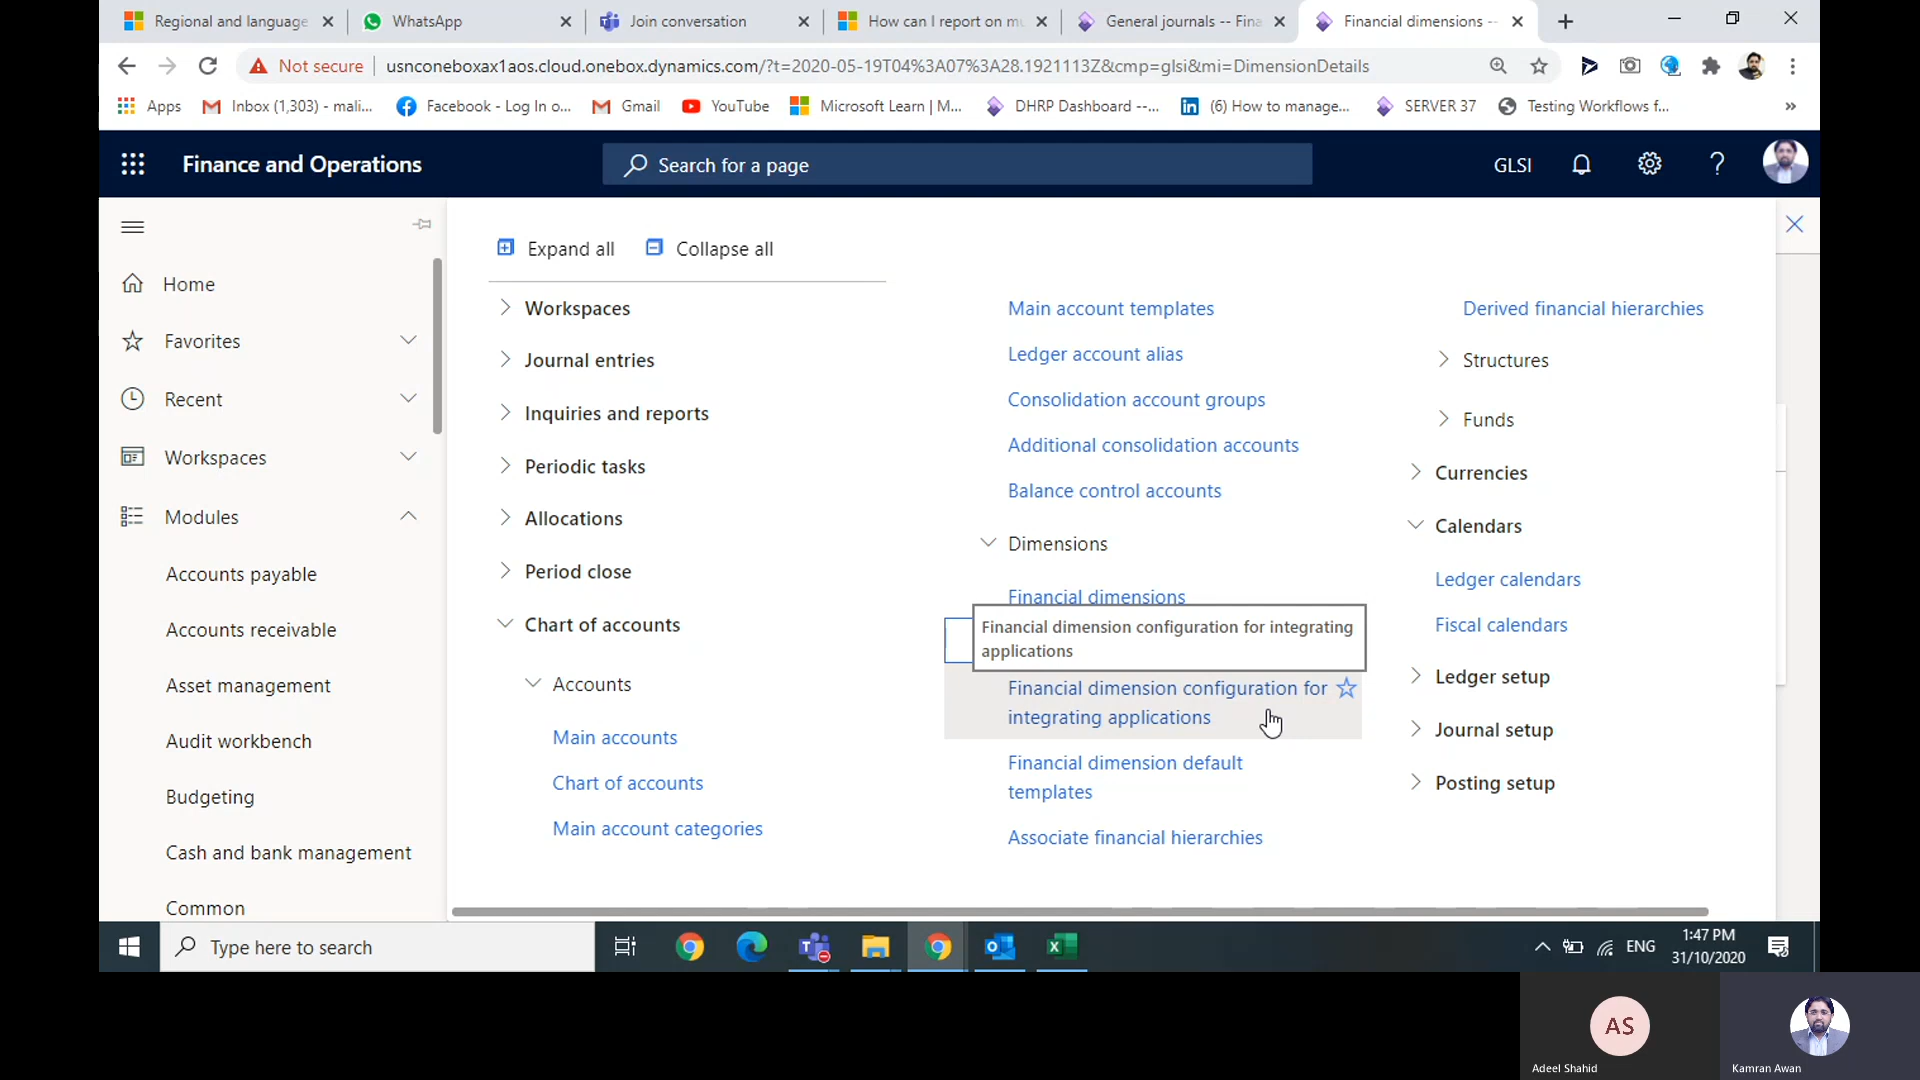 Regional and language
WhatsApp
Join conversation
How can I report on mu
General journals -- Fina
Financial dimensions --
Not secure
usnconeboxax1aos.cloud.onebox.dynamics.com/?t=2020-05-19T04%3A07%3A28.1921113Z&cmp=glsi&mi=DimensionDetails
Apps
Inbox (1,303) - mali...
Facebook - Log In o...
Gmail
YouTube
Microsoft Learn | M...
DHRP Dashboard --...
(6) How to manage...
SERVER 37
Testing Workflows f...
Finance and Operations
Search for a page
GLSI
Home
Favorites
Recent
Workspaces
Modules
Accounts payable
Accounts receivable
Asset management
Audit workbench
Budgeting
Cash and bank management
Common
Expand all
Collapse all
Workspaces
Journal entries
Inquiries and reports
Periodic tasks
Allocations
Period close
Chart of accounts
Accounts
Main accounts
Chart of accounts
Main account categories
Main account templates
Ledger account alias
Consolidation account groups
Additional consolidation accounts
Balance control accounts
Dimensions
Financial dimensions
Financial dimension configuration for integrating
applications
Financial dimension configuration for
integrating applications
Financial dimension default
templates
Associate financial hierarchies
Derived financial hierarchies
Structures
Funds
Currencies
Calendars
Ledger calendars
Fiscal calendars
Ledger setup
Journal setup
Posting setup
Type here to search
ENG
1:47 PM
31/10/2020
AS
Adeel Shahid
Kamran Awan